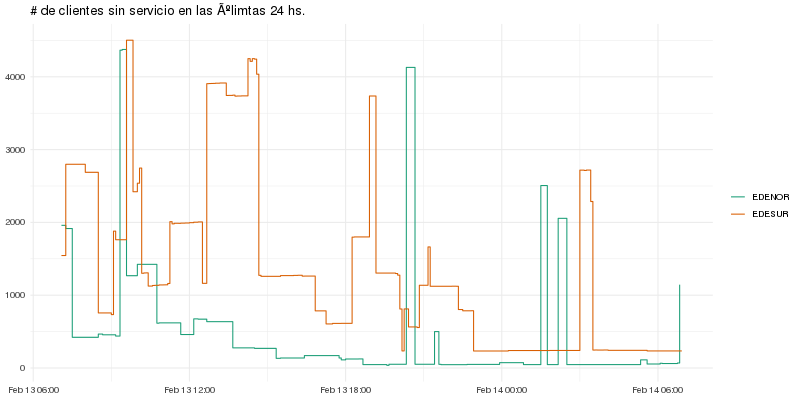 # de clientes sin servicio en las Ãºlimtas 24 hs.
4000
3000
2000
1000
0
Feb 13 06:00
Feb 13 12:00
Feb 13 18:00
Feb 14 00:00
Feb 14 06:00
EDENOR
EDESUR